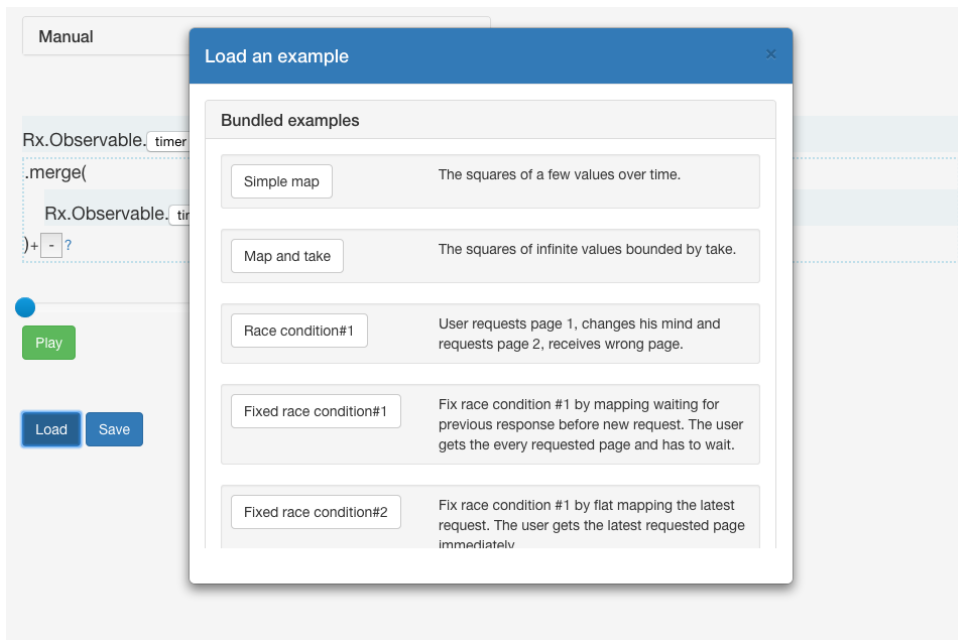 Manual
Load an example
×
Bundled examples
Rx.Observable. timer
.merge(
Rx.Observable.
)+ - ?
Simple map
The squares of a few values over time.
Map and take
The squares of infinite values bounded by take.
Race condition#1
User requests page 1, changes his mind and
requests page 2, receives wrong page.
Play
Fixed race condition#1
Fix race condition #1 by mapping waiting for
previous response before new request. The user
gets the every requested page and has to wait.
Load
Save
Fixed race condition#2
Fix race condition #1 by flat mapping the latest
request. The user gets the latest requested page
immediately